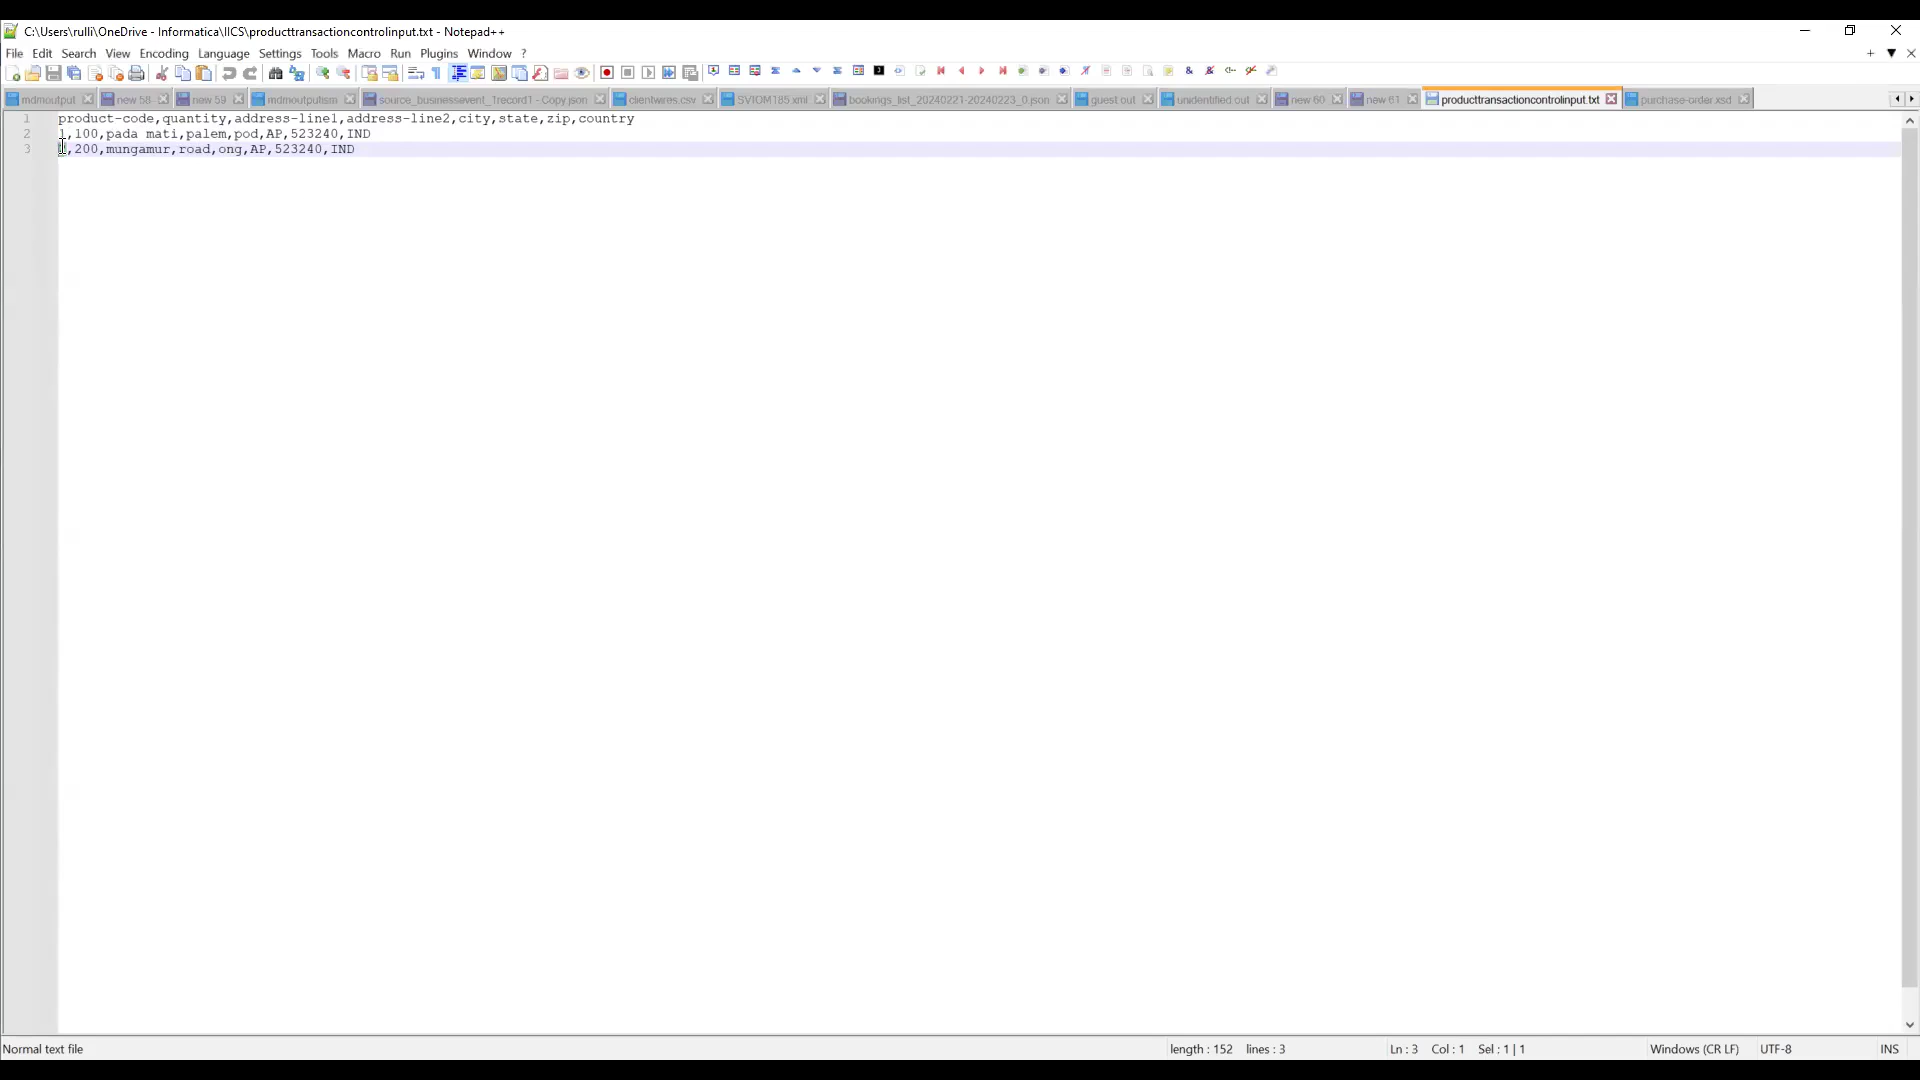 C:\Users\rulli\OneDrive - Informatica\IICS\producttransactioncontrolinput.txt - Notepad++
File Edit Search View Encoding Language Settings Tools Macro Run Plugins Window ?
mdmoutput new 58 new 59 mdmoutputism source_businessevent_1record1 - Copy.json clientwires.csv SVIOM185.xml bookings_list_20240221-20240223_0.json guest out unidentified.out new 60 new 61 producttransactioncontrolinput.txt purchase-order.xsd
1 product-code,quantity,address-line1,address-line2,city,state,zip,country
2 1,100,pada mati,palem,pod,AP,523240,IND
3 ,200,mungamur,road,ong,AP,523240,IND
Normal text file length : 152 lines : 3 Ln : 3 Col : 1 Sel : 1 | 1 Windows (CR LF) UTF-8 INS